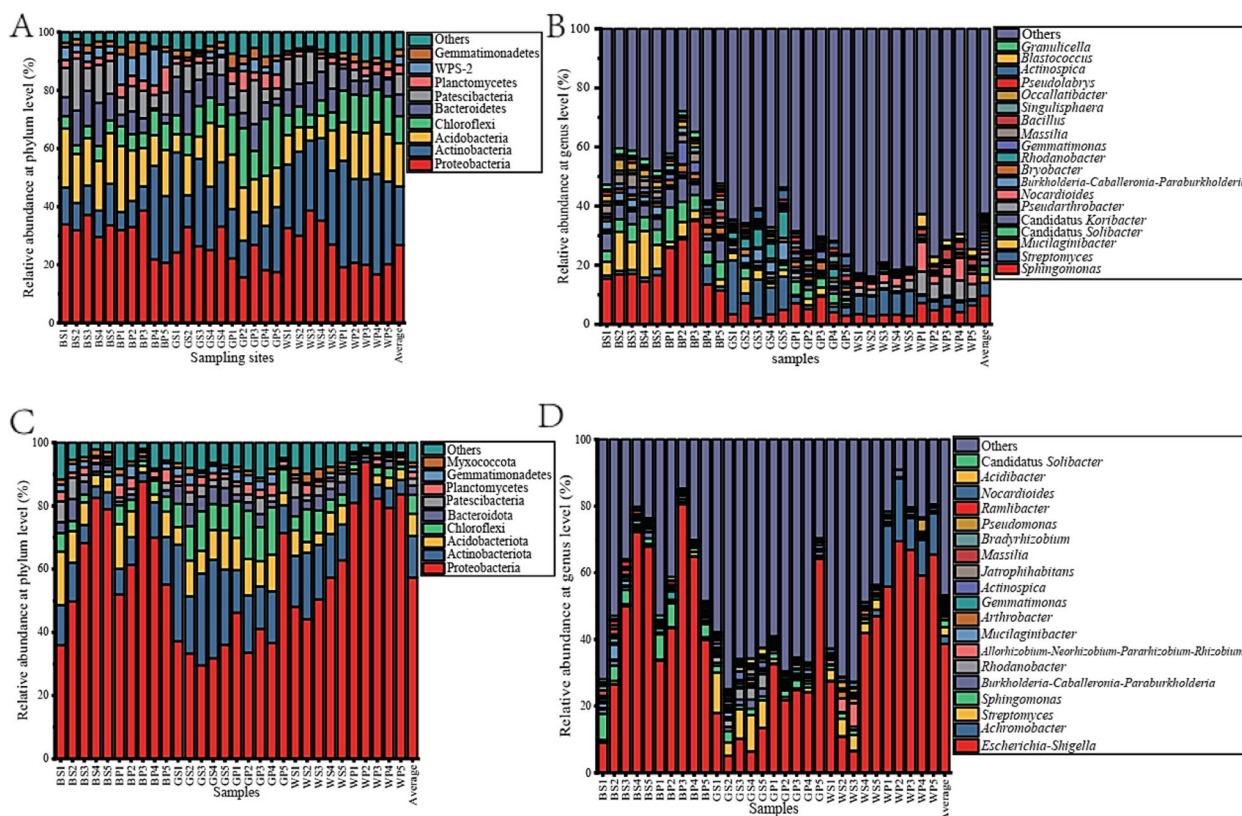 A
Relative abundance at phylum level (%)
100
80
60
40
20
0
BS1
BS2
BS3
BS4
BS5
BP1
BP2
BP3
BP4
BP5
GS1
GS2
GS3
GS4
GS5
GP1
GP2
GP3
GP4
GP5
WS1
WS2
WS3
WS4
WS5
WP1
WP2
WP3
WP4
WP5
Average
Sampling sites
Others
Gemmatimonadetes
WPS-2
Planctomycetes
Patescibacteria
Bacteroidetes
Chloroflexi
Acidobacteria
Actinobacteria
Proteobacteria
B
Relative abundance at genus level (%)
100
80
60
40
20
0
BS1
BS2
BS3
BS4
BS5
BP1
BP2
BP3
BP4
BP5
GS1
GS2
GS3
GS4
GS5
GP1
GP2
GP3
GP4
GP5
WS1
WS2
WS3
WS4
WS5
WP1
WP2
WP3
WP4
WP5
Average
samples
Others
Granulicella
Blastococcus
Actinospica
Pseudolabrys
Occallatibacter
Singulisphaera
Bacillus
Massilia
Gemmatimonas
Rhodanobacter
Bryobacter
Burkholderia-Caballeronia-Paraburkholderia
Nocardioides
Pseudarthrobacter
Candidatus Koribacter
Candidatus Solibacter
Mucilaginibacter
Streptomyces
Sphingomonas
C
Relative abundance at phylum level (%)
100
80
60
40
20
0
BS1
BS2
BS3
BS4
BS5
BP1
BP2
BP3
BP4
BP5
GS1
GS2
GS3
GS4
GS5
GP1
GP2
GP3
GP4
GP5
WS1
WS2
WS3
WS4
WS5
WP1
WP2
WP3
WP4
WP5
Average
Samples
Others
Myxococcota
Gemmatimonadetes
Planctomycetes
Patescibacteria
Bacteroidota
Chloroflexi
Acidobacteriota
Actinobacteriota
Proteobacteria
D
Relative abundance at genus level (%)
100
80
60
40
20
0
BS1
BS2
BS3
BS4
BS5
BP1
BP2
BP3
BP4
BP5
GS1
GS2
GS3
GS4
GS5
GP1
GP2
GP3
GP4
GP5
WS1
WS2
WS3
WS4
WS5
WP1
WP2
WP3
WP4
WP5
Average
Samples
Others
Candidatus Solibacter
Acidibacter
Nocardioides
Ramlibacter
Pseudomonas
Bradyrhizobium
Massilia
Jatrophihabitans
Actinospica
Gemmatimonas
Arthrobacter
Mucilaginibacter
Allorhizobium-Neorhizobium-Pararhizobium-Rhizobium
Rhodanobacter
Burkholderia-Caballeronia-Paraburkholderia
Sphingomonas
Streptomyces
Achromobacter
Escherichia-Shigella